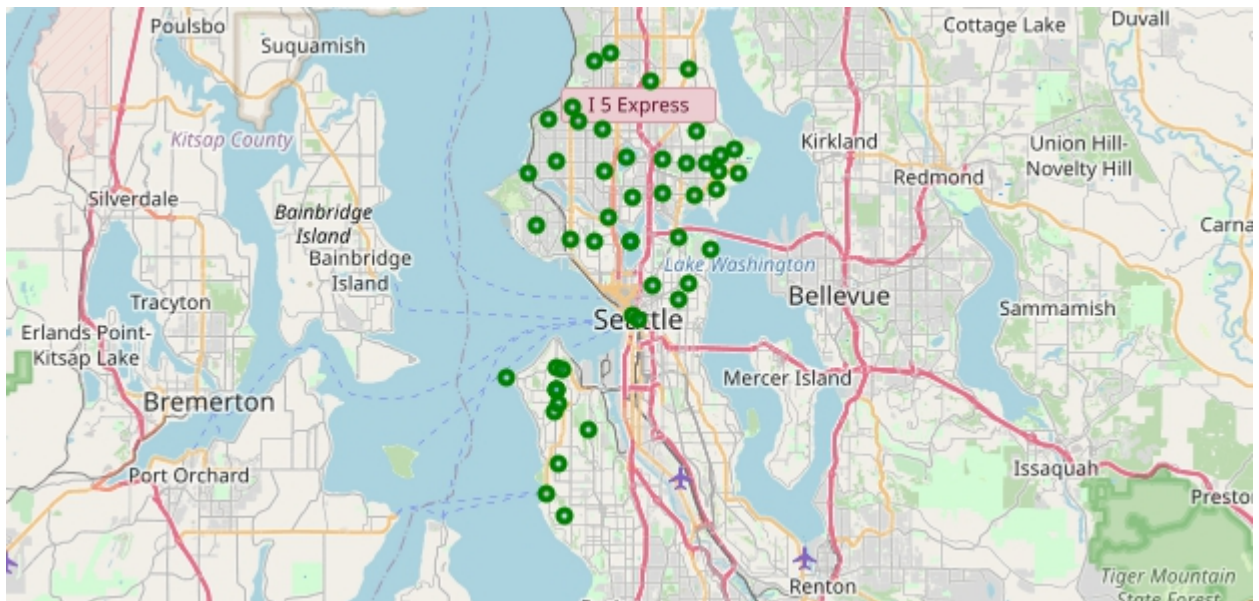 Poulsbo
Suquamish
Cottage Lake
Duvall
I 5 Express
Kitsap County
Kirkland
Union Hill-
Novelty Hill
Redmond
Silverdale
Bainbridge
Island
Bainbridge
Island
Carna
Lake Washington
Tracyton
Bellevue
Sammamish
Erlands Point-
Kitsap Lake
Seattle
Mercer Island
Bremerton
Port Orchard
Issaquah
Presto
Renton
Tiger Mountain
State Forest